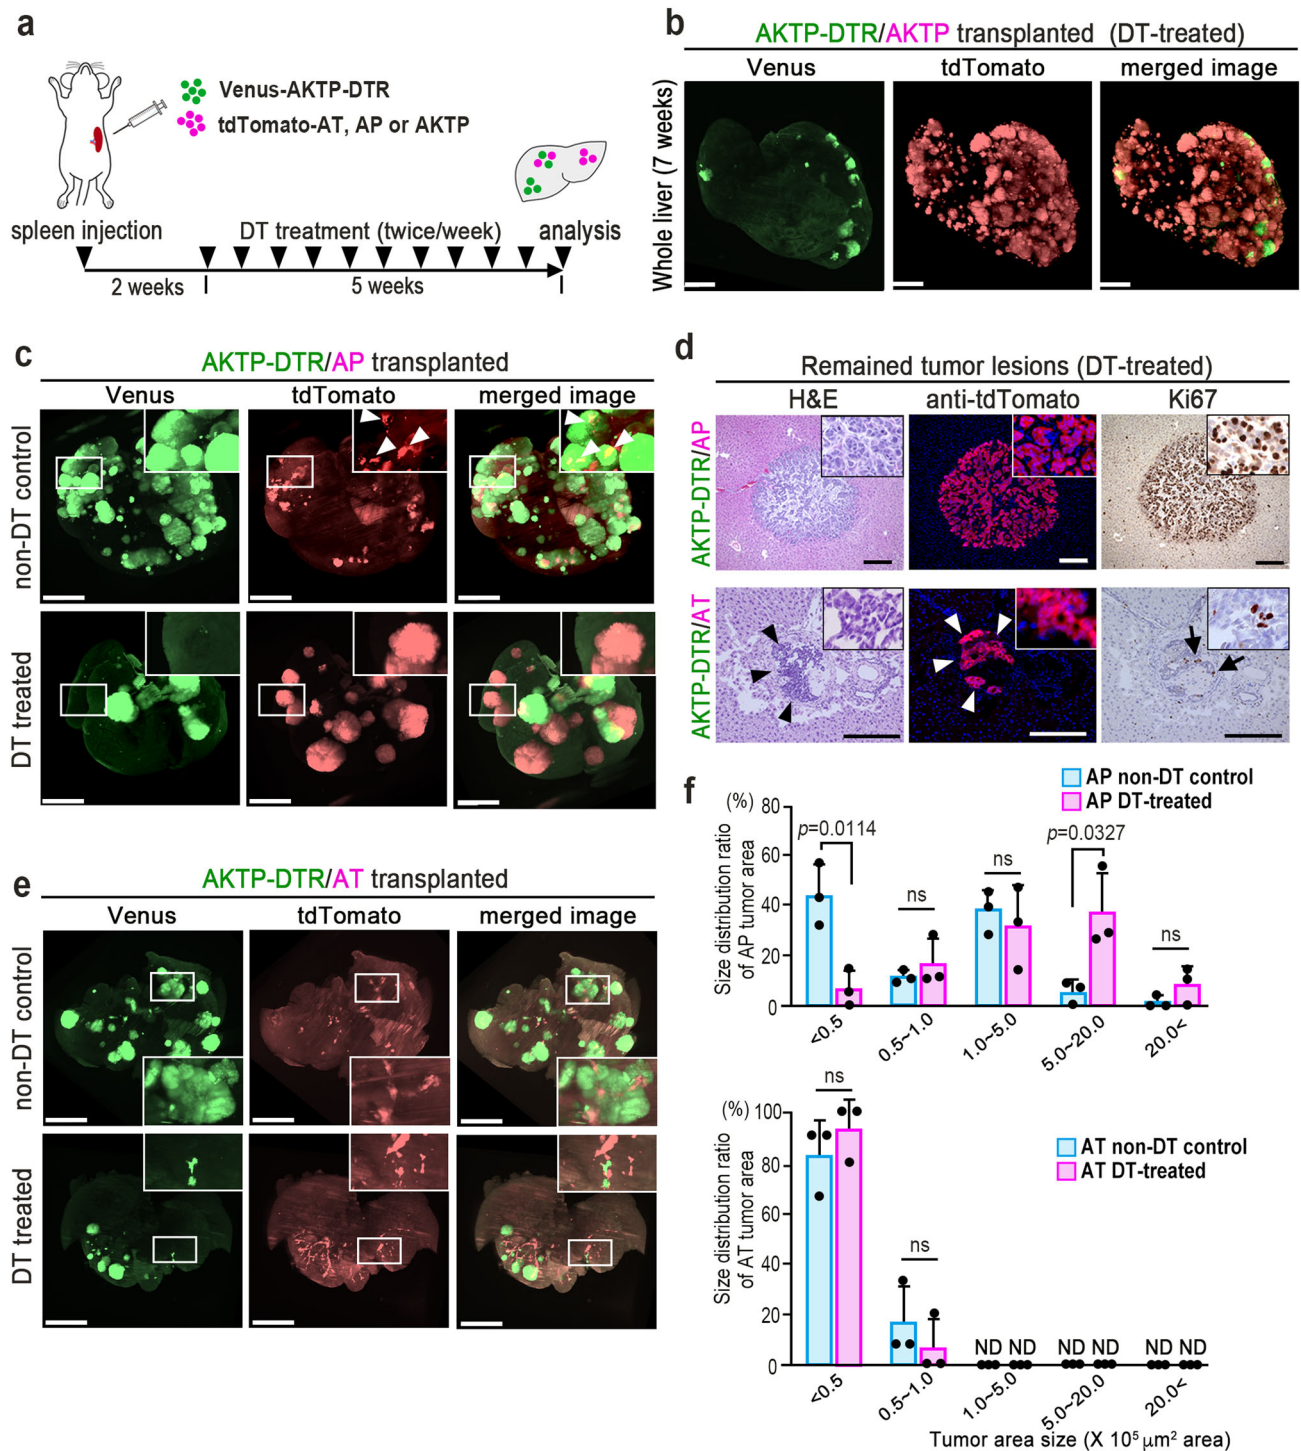 a
Venus-AKTP-DTR
tdTomato-AT, AP or AKTP
spleen injection
DT treatment (twice/week)
analysis
2 weeks
5 weeks
b
AKTP-DTR/AKTP transplanted (DT-treated)
Venus
tdTomato
merged image
Whole liver (7 weeks)
c
AKTP-DTR/AP transplanted
Venus
tdTomato
merged image
non-DT control
DT treated
d
Remained tumor lesions (DT-treated)
H&E
anti-tdTomato
Ki67
AKTP-DTR/AP
AKTP-DTR/AT
e
AKTP-DTR/AT transplanted
Venus
tdTomato
merged image
non-DT control
DT treated
f
AP non-DT control
AP DT-treated
(%)
Size distribution ratio
of AP tumor area
80
60
40
20
0
p=0.0114
ns
ns
p=0.0327
ns
<0.5
0.5~1.0
1.0~5.0
5.0~20.0
20.0<
AT non-DT control
AT DT-treated
(%)
Size distribution ratio
of AT tumor area
100
80
60
40
20
0
ns
ns
ND ND
ND ND
ND ND
<0.5
0.5~1.0
1.0~5.0
5.0~20.0
20.0<
Tumor area size (X 10⁵ μm² area)